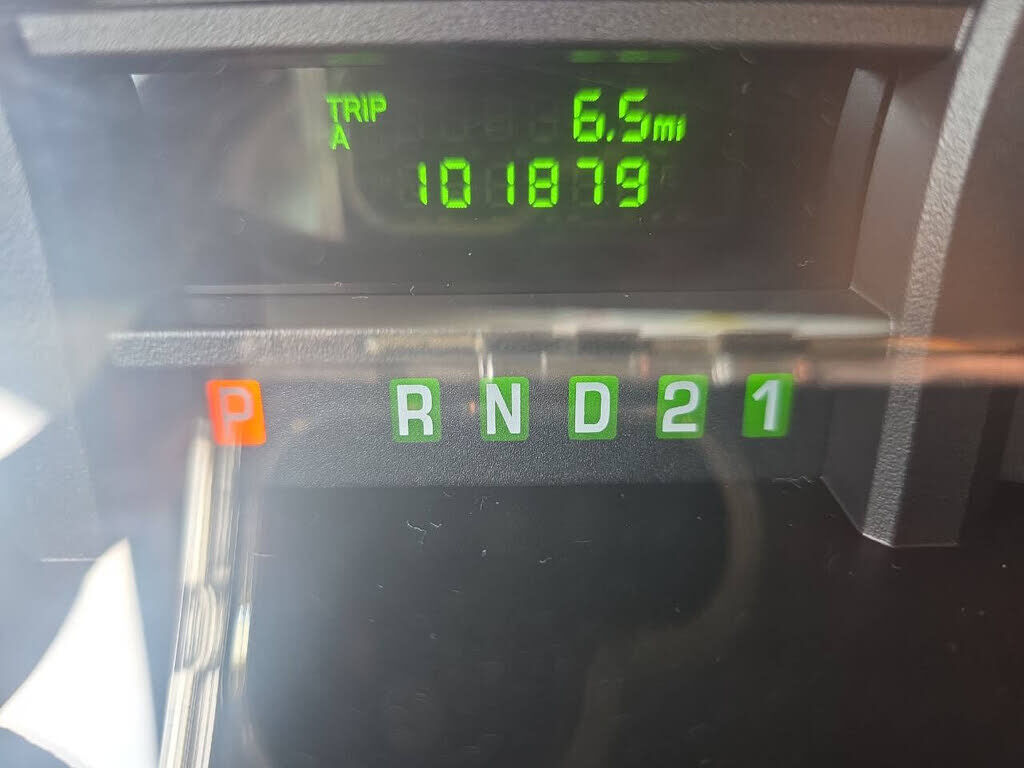 TRIP 6.5mi
A
101879
P R N D 2 1